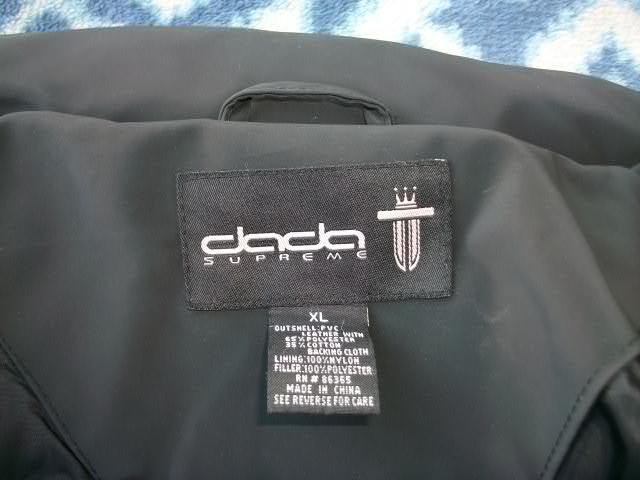 dada
SUPREME
XL
OUTSHELL:PVC
LEATHER WITH
65%POLYESTER
35%COTTON
BACKING CLOTH
LINING:100%NYLON
FILLER:100%POLYESTER
RN# 86365
MADE IN CHINA
SEE REVERSE FOR CARE